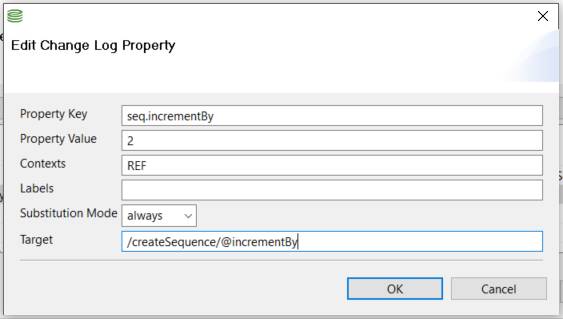 Edit Change Log Property
Property Key seq.incrementBy
Property Value 2
Contexts REF
Labels
Substitution Mode always
Target /createSequence/@incrementBy
OK Cancel